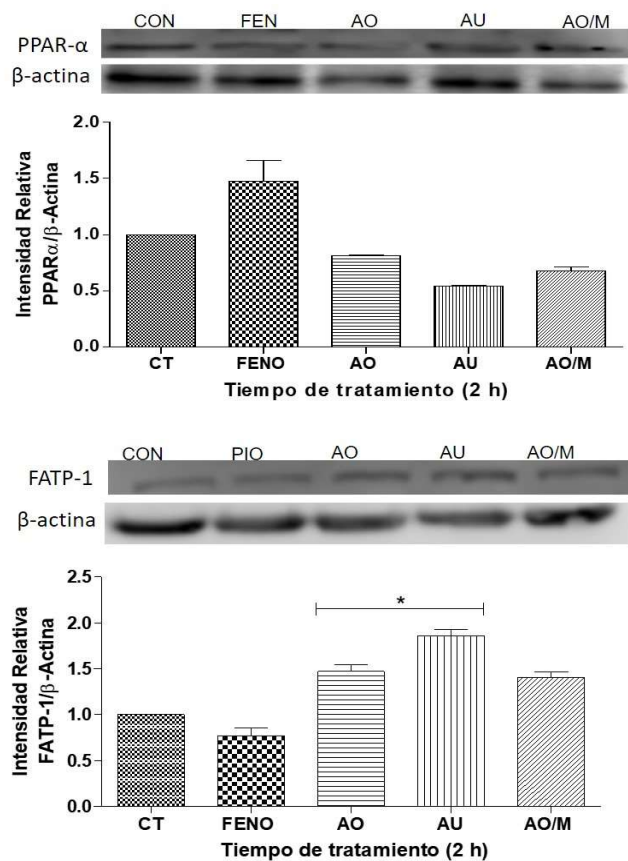 CON FEN AO AU AO/M
PPAR-α
β-actina
Intensidad Relativa
PPARα/β-Actina
2.0
1.5
1.0
0.5
0.0
CT FENO AO AU AO/M
Tiempo de tratamiento (2 h)
CON PIO AO AU AO/M
FATP-1
β-actina
Intensidad Relativa
FATP-1/β-Actina
2.5
2.0
1.5
1.0
0.5
0.0
*
CT FENO AO AU AO/M
Tiempo de tratamiento (2 h)